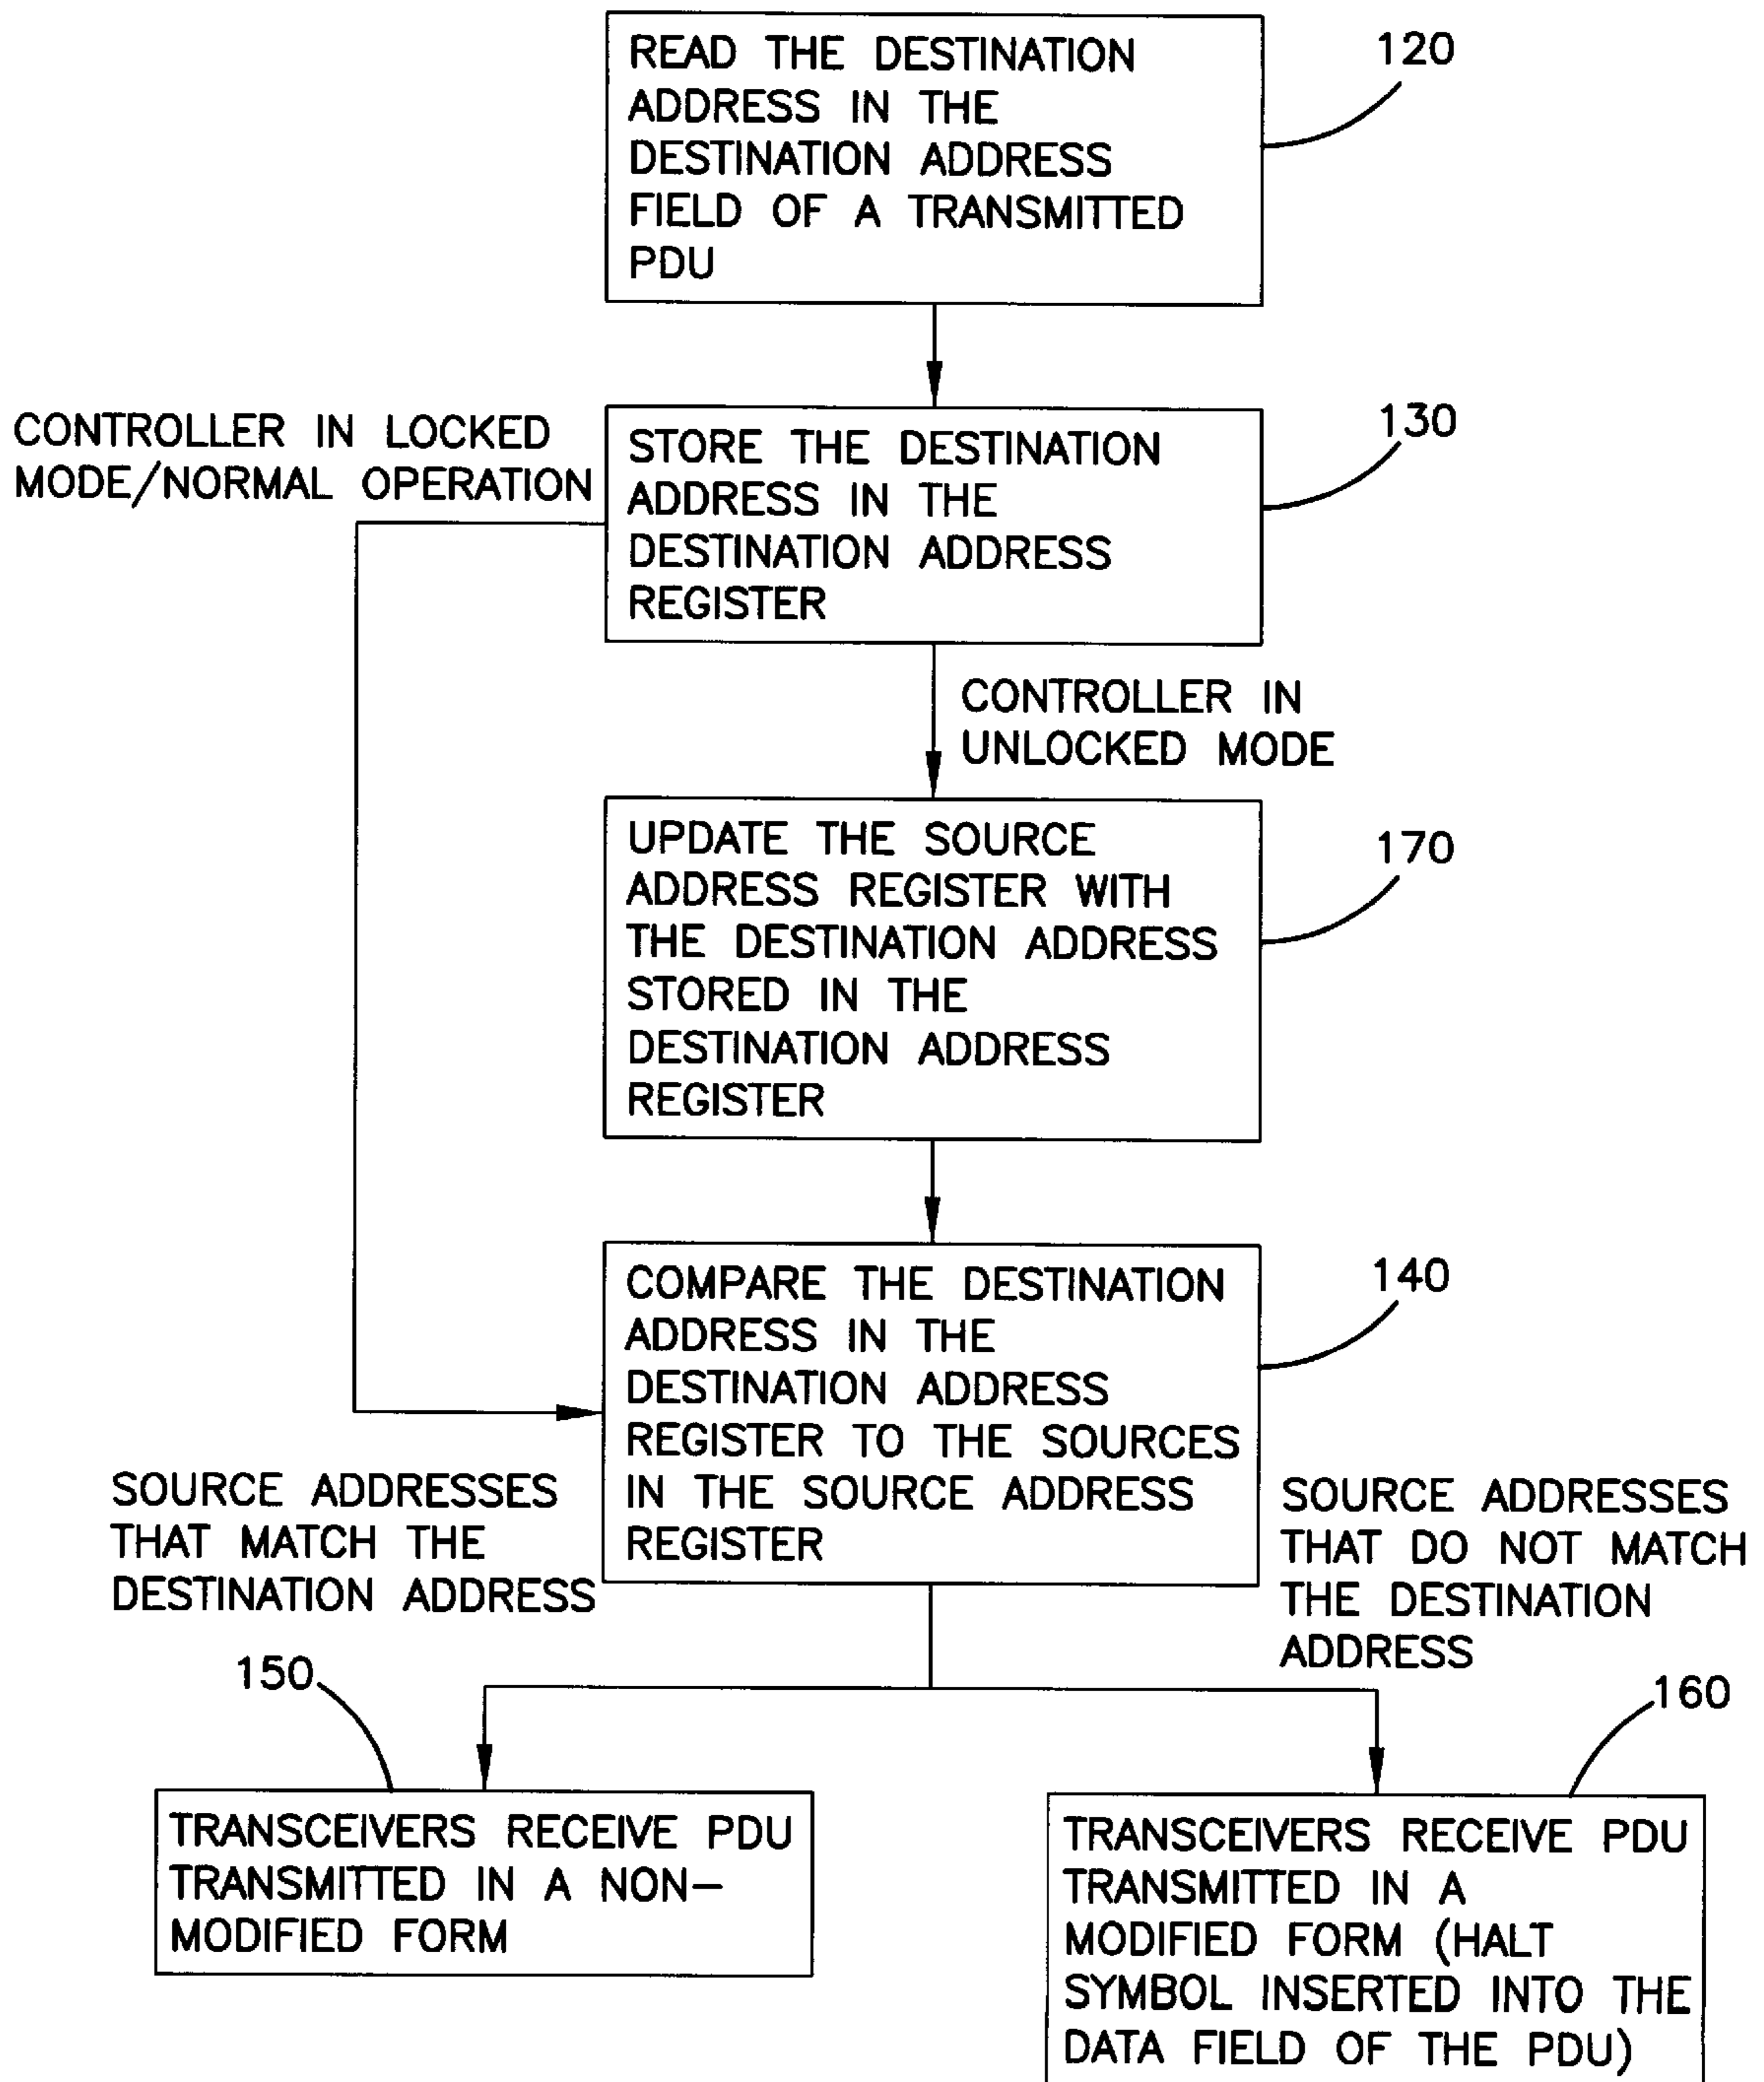 READ THE DESTINATION
ADDRESS IN THE
DESTINATION ADDRESS
FIELD OF A TRANSMITTED
PDU
120
CONTROLLER IN LOCKED
MODE/NORMAL OPERATION
STORE THE DESTINATION
ADDRESS IN THE
DESTINATION ADDRESS
REGISTER
130
CONTROLLER IN
UNLOCKED MODE
UPDATE THE SOURCE
ADDRESS REGISTER WITH
THE DESTINATION ADDRESS
STORED IN THE
DESTINATION ADDRESS
REGISTER
170
COMPARE THE DESTINATION
ADDRESS IN THE
DESTINATION ADDRESS
REGISTER TO THE SOURCES
IN THE SOURCE ADDRESS
REGISTER
140
SOURCE ADDRESSES
THAT MATCH THE
DESTINATION ADDRESS
SOURCE ADDRESSES
THAT DO NOT MATCH
THE DESTINATION
ADDRESS
150
160
TRANSCEIVERS RECEIVE PDU
TRANSMITTED IN A NON-
MODIFIED FORM
TRANSCEIVERS RECEIVE PDU
TRANSMITTED IN A
MODIFIED FORM (HALT
SYMBOL INSERTED INTO THE
DATA FIELD OF THE PDU)